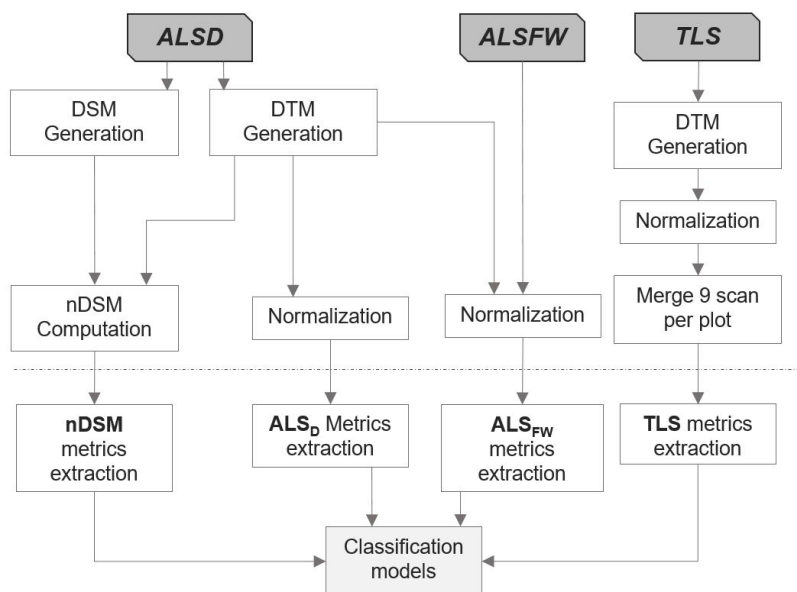 ALSD
ALSFW
TLS
DSM
Generation
DTM
Generation
DTM
Generation
Normalization
nDSM
Computation
Normalization
Normalization
Merge 9 scan
per plot
nDSM
metrics
extraction
ALSD Metrics
extraction
ALSFW
metrics
extraction
TLS metrics
extraction
Classification
models